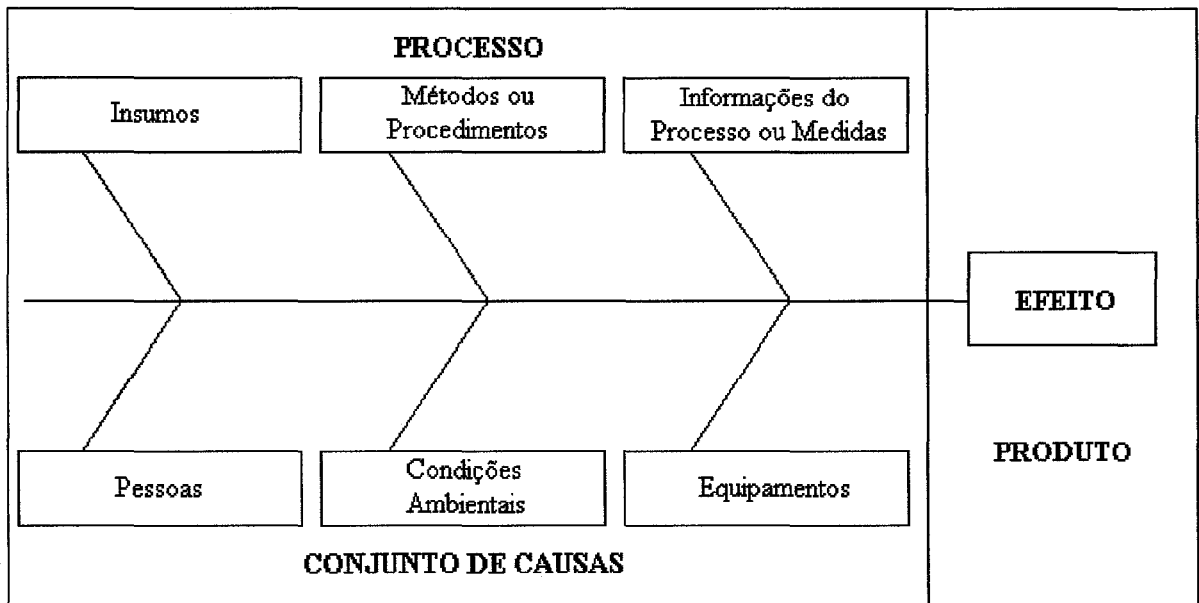 PROCESSO
Insumos
Métodos ou
Procedimentos
Informações do
Processo ou Medidas
EFEITO
PRODUTO
Pessoas
Condições
Ambientais
Equipamentos
CONJUNTO DE CAUSAS